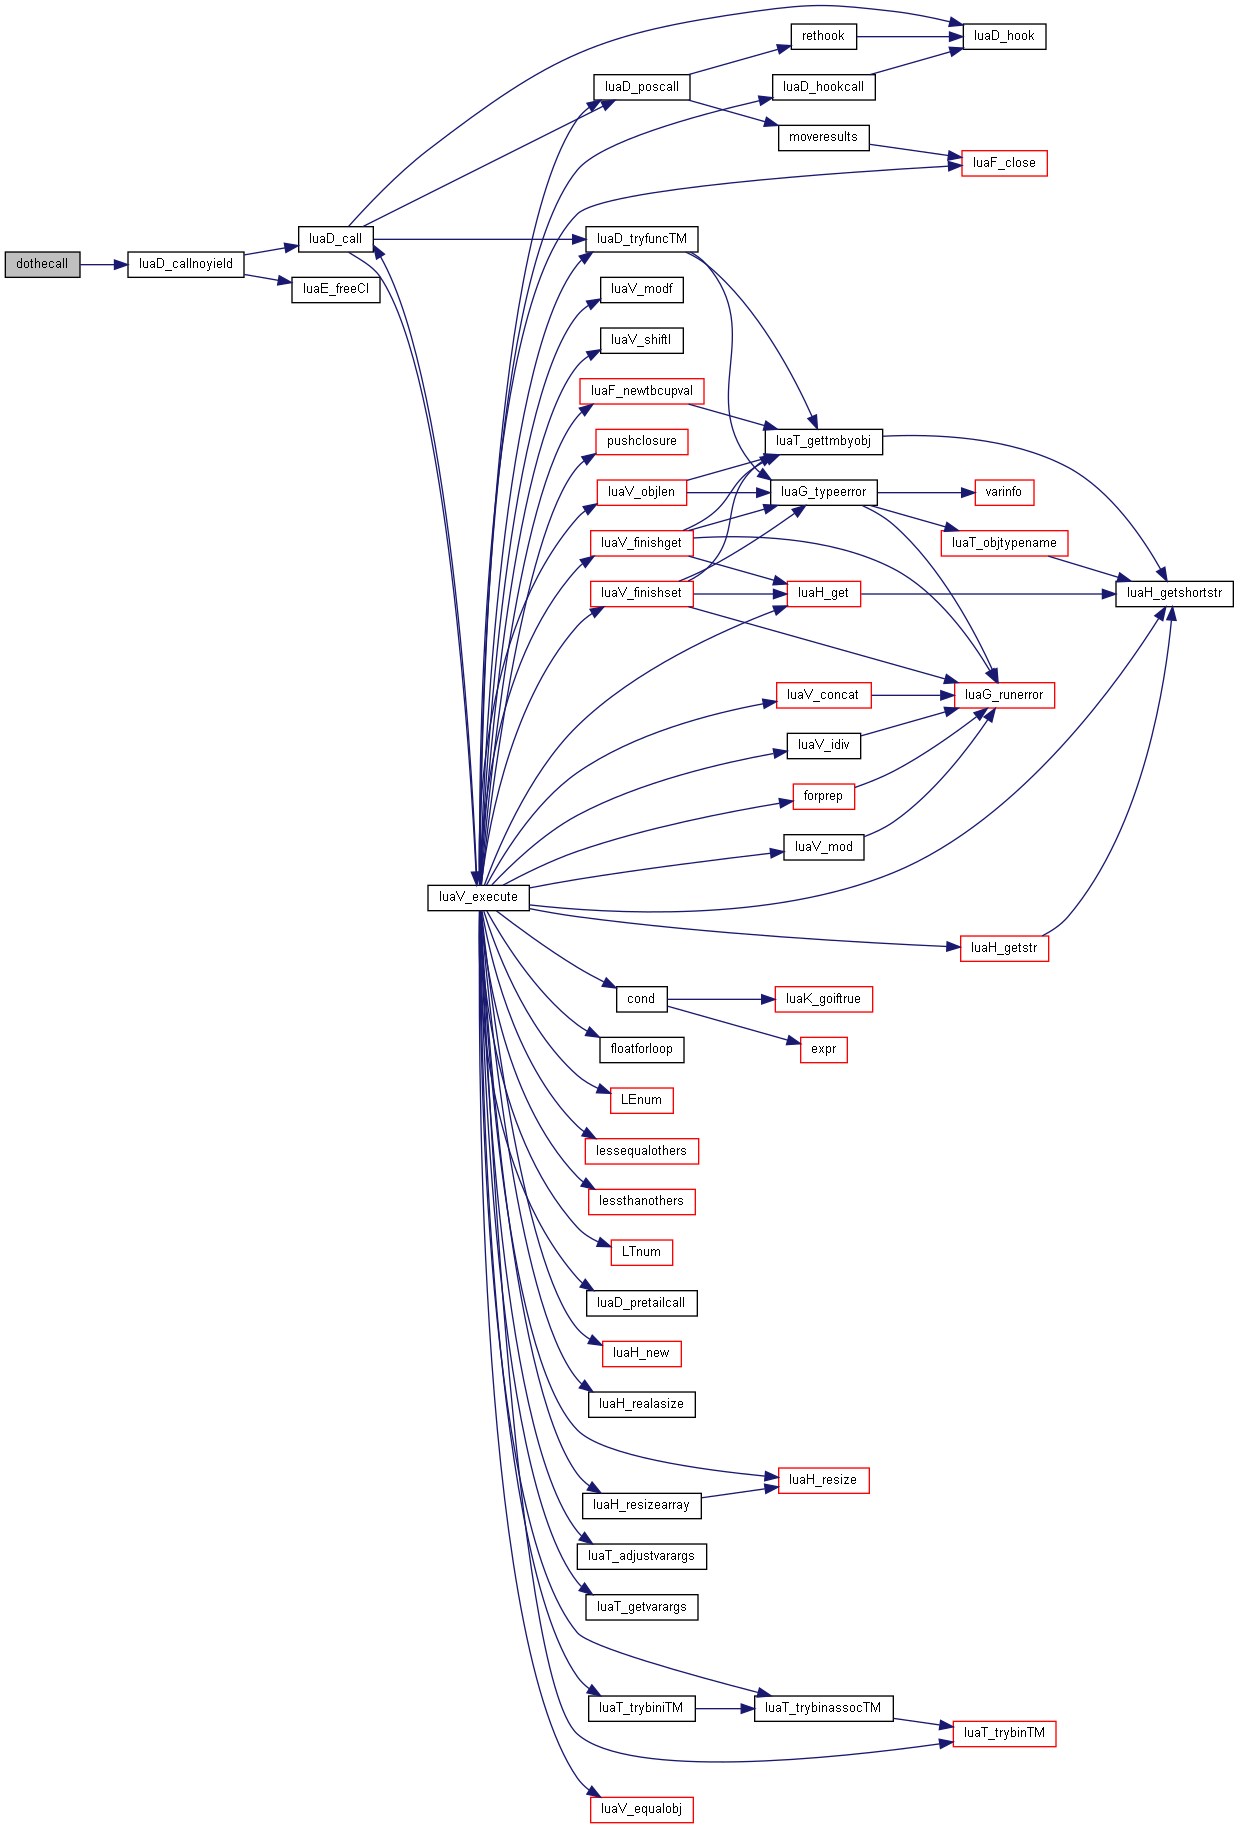 rethook
luaD_hook
luaD_poscall
luaD_hookcall
moveresults
luaF_close
luaD_call
luaD_tryfuncTM
dothecall
luaD_callnoyield
luaE_freeCI
luaV_modf
luaV_shiftl
luaF_newtbcupval
pushclosure
luaT_gettmbyobj
luaV_objlen
luaG_typeerror
varinfo
luaV_finishget
luaT_objtypename
luaV_finishset
luaH_get
luaH_getshortstr
luaV_concat
luaG_runerror
luaV_idiv
forprep
luaV_mod
luaV_execute
luaH_getstr
cond
luaK_goiftrue
floatforloop
expr
LEnum
lessequalothers
lessthanothers
LTnum
luaD_pretailcall
luaH_new
luaH_realasize
luaH_resize
luaH_resizearray
luaT_adjustvarargs
luaT_getvarargs
luaT_trybiniTM
luaT_trybinassocTM
luaT_trybinTM
luaV_equalobj